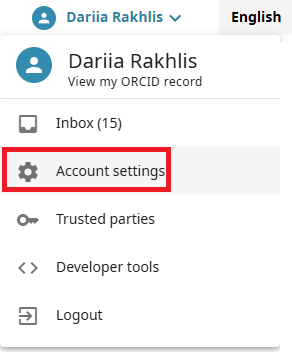 Dariia Rakhlis English
Dariia Rakhlis
View my ORCID record
Inbox (15)
Account settings
Trusted parties
Developer tools
Logout